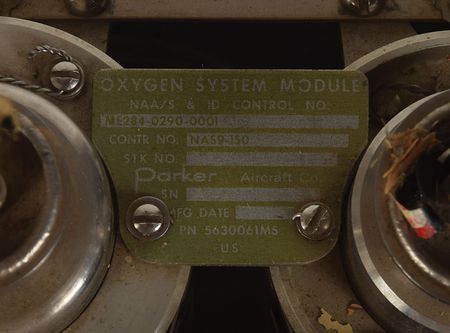 OXYGEN SYSTEM MODULE
NAA/S & ID CONTROL NO.
ME284-0290-0001
CONTR NO. NAS9-150
STK NO.
Parker Aircraft Co.
SN
MFG DATE
PN 5630061M5
US